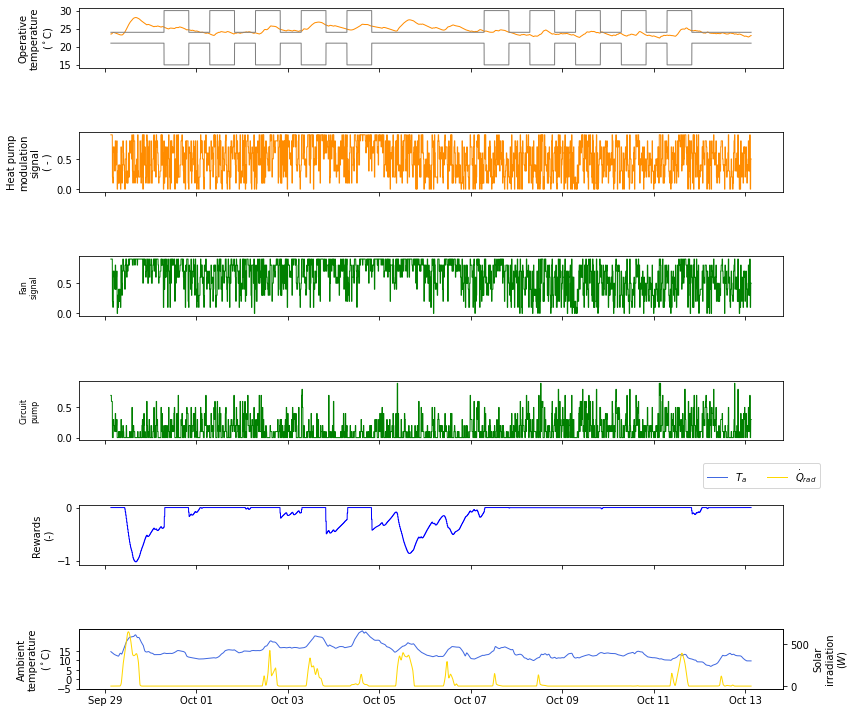 Operative
temperature
(°C)
30
25
20
15
Heat pump
modulation
signal
( - )
0.5
0.0
Fan
signal
0.5
0.0
Circuit
pump
0.5
0.0
T_a
Q̇_rad
Rewards
(-)
0
−1
Ambient
temperature
(°C)
15
10
5
0
−5
500
0
Solar
irradiation
(W)
Sep 29
Oct 01
Oct 03
Oct 05
Oct 07
Oct 09
Oct 11
Oct 13